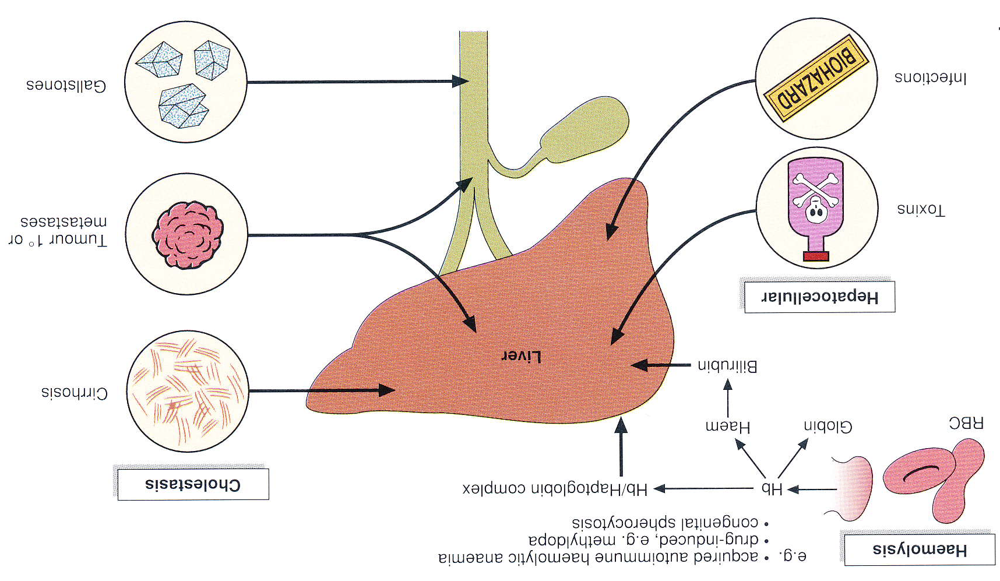 Haemolysis
e.g. • acquired autoimmune haemolytic anaemia
• drug-induced, e.g. methyldopa
• congenital spherocytosis
RBC
Hb
Hb/Haptoglobin complex
Globin
Haem
Bilirubin
Liver
Cholestasis
Cirrhosis
Tumour 1° or
metastases
Gallstones
Hepatocellular
Toxins
Infections
BIOHAZARD